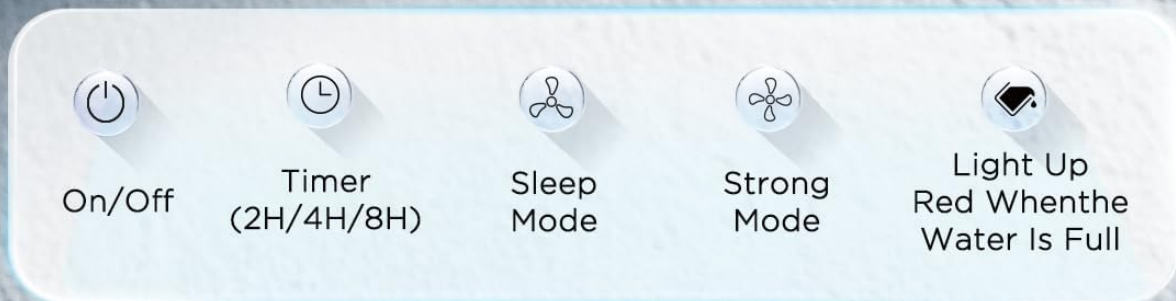 On/Off
Timer
(2H/4H/8H)
Sleep
Mode
Strong
Mode
Light Up
Red Whenthe
Water Is Full